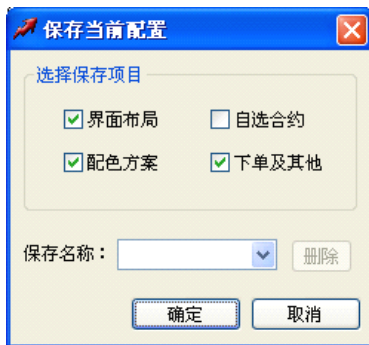 保存当前配置
选择保存项目
界面布局 自选合约
配色方案 下单及其他
保存名称： 删除
确定 取消